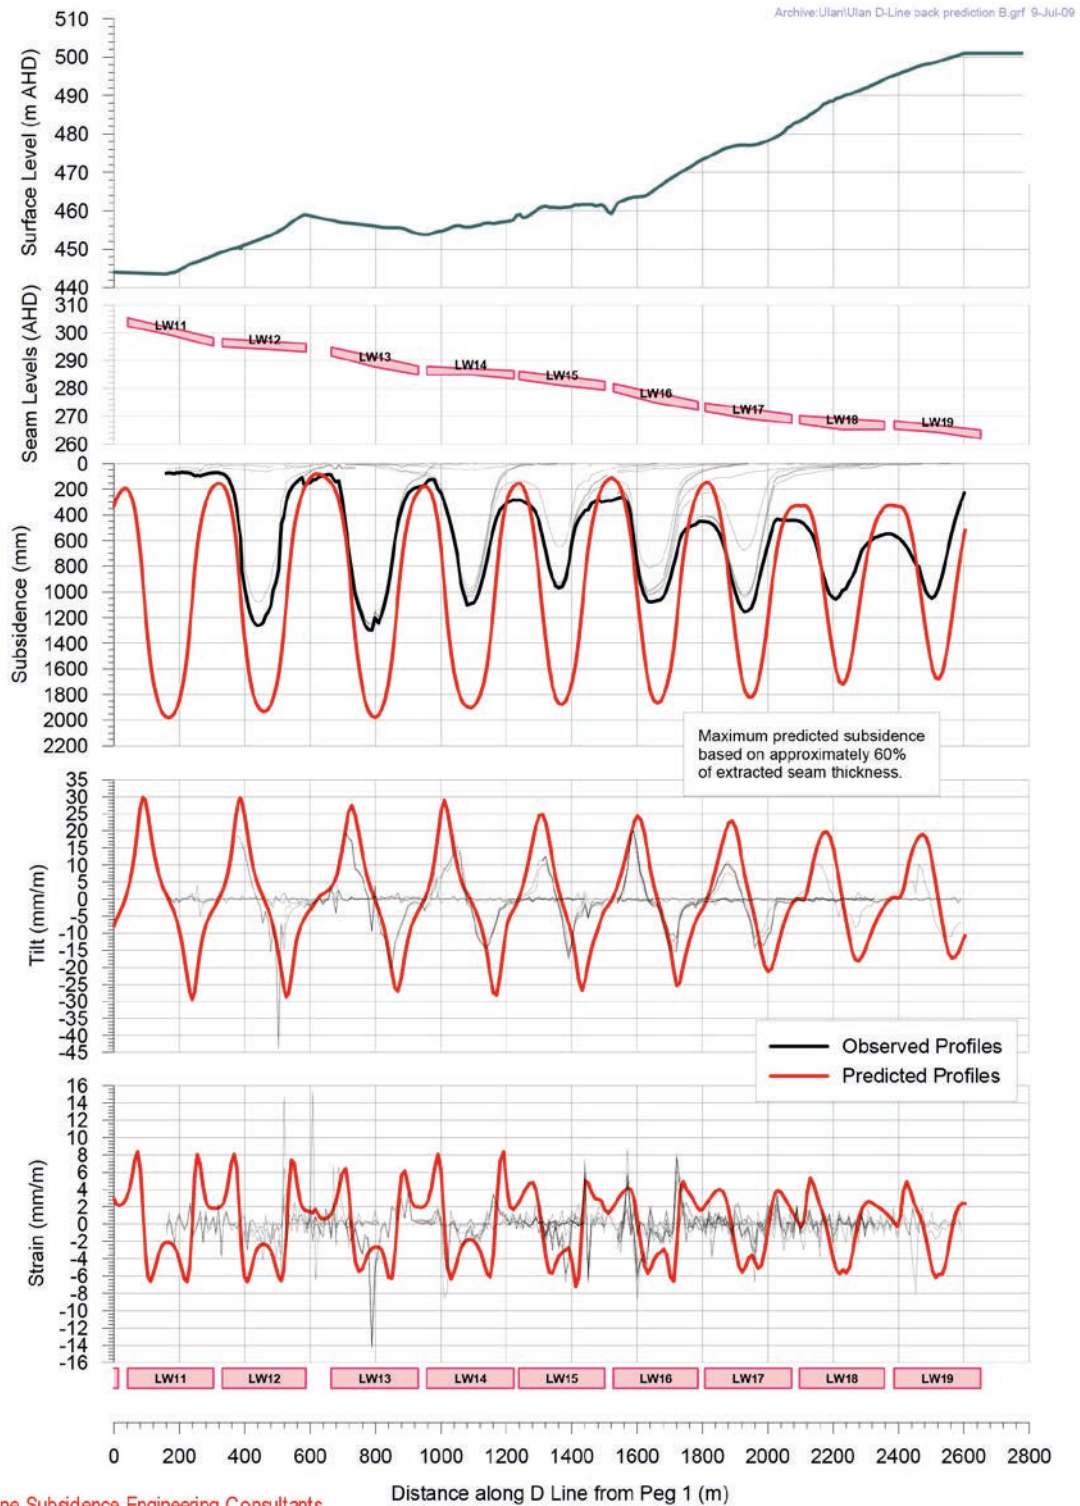 Archive:Ulan\Ulan D-Line back prediction B.grf 9-Jul-09
Surface Level (m AHD)
510
500
490
480
470
460
450
440
Seam Levels (AHD)
310
300
290
280
270
260
LW11
LW12
LW13
LW14
LW15
LW16
LW17
LW18
LW19
Subsidence (mm)
0
200
400
600
800
1000
1200
1400
1600
1800
2000
2200
Maximum predicted subsidence
based on approximately 60%
of extracted seam thickness.
Tilt (mm/m)
35
30
25
20
15
10
5
0
-5
-10
-15
-20
-25
-30
-35
-40
-45
Observed Profiles
Predicted Profiles
Strain (mm/m)
16
14
12
10
8
6
4
2
0
-2
-4
-6
-8
-10
-12
-14
-16
LW11 LW12 LW13 LW14 LW15 LW16 LW17 LW18 LW19
0 200 400 600 800 1000 1200 1400 1600 1800 2000 2200 2400 2600 2800
Distance along D Line from Peg 1 (m)
ne Subsidence Engineering Consultants